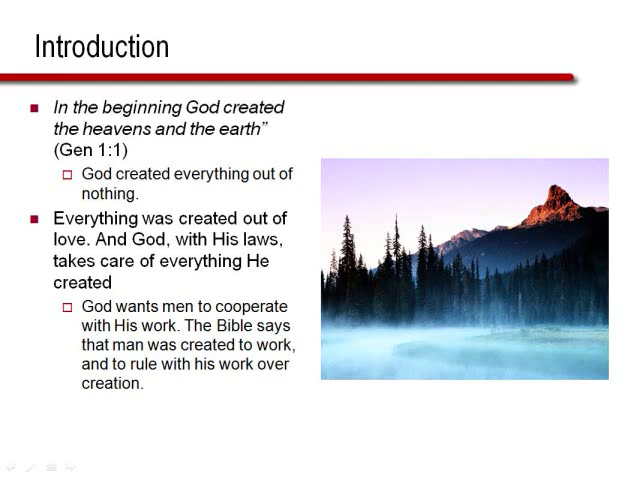 Introduction
In the beginning God created
the heavens and the earth”
(Gen 1:1)
God created everything out of
nothing.
Everything was created out of
love. And God, with His laws,
takes care of everything He
created
God wants men to cooperate
with His work. The Bible says
that man was created to work,
and to rule with his work over
creation.